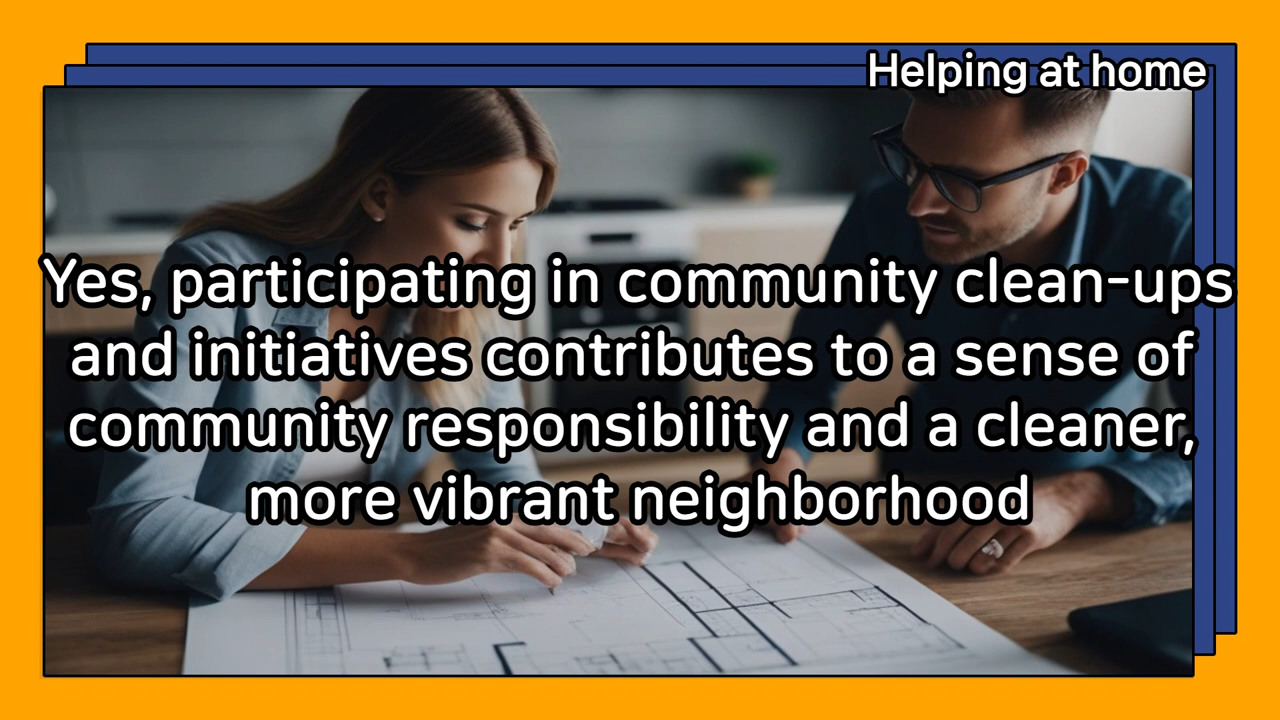 Helping at home
Yes, participating in community clean-ups
and initiatives contributes to a sense of
community responsibility and a cleaner,
more vibrant neighborhood